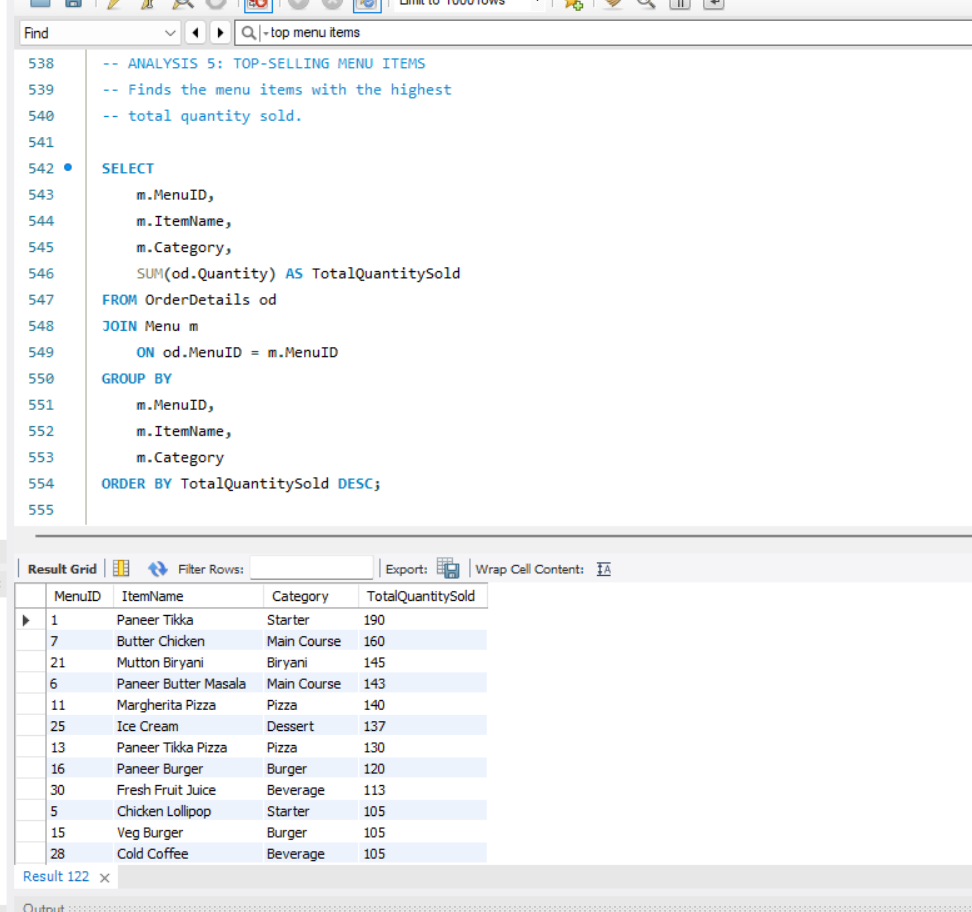 Limit to 1000 rows
Find
top menu items
538 -- ANALYSIS 5: TOP-SELLING MENU ITEMS
539 -- Finds the menu items with the highest
540 -- total quantity sold.
541
542 SELECT
543 m.MenuID,
544 m.ItemName,
545 m.Category,
546 SUM(od.Quantity) AS TotalQuantitySold
547 FROM OrderDetails od
548 JOIN Menu m
549 ON od.MenuID = m.MenuID
550 GROUP BY
551 m.MenuID,
552 m.ItemName,
553 m.Category
554 ORDER BY TotalQuantitySold DESC;
555
Result Grid Filter Rows: Export: Wrap Cell Content: IA
MenuID ItemName Category TotalQuantitySold
1 Paneer Tikka Starter 190
7 Butter Chicken Main Course 160
21 Mutton Biryani Biryani 145
6 Paneer Butter Masala Main Course 143
11 Margherita Pizza Pizza 140
25 Ice Cream Dessert 137
13 Paneer Tikka Pizza Pizza 130
16 Paneer Burger Burger 120
30 Fresh Fruit Juice Beverage 113
5 Chicken Lollipop Starter 105
15 Veg Burger Burger 105
28 Cold Coffee Beverage 105
Result 122
Output